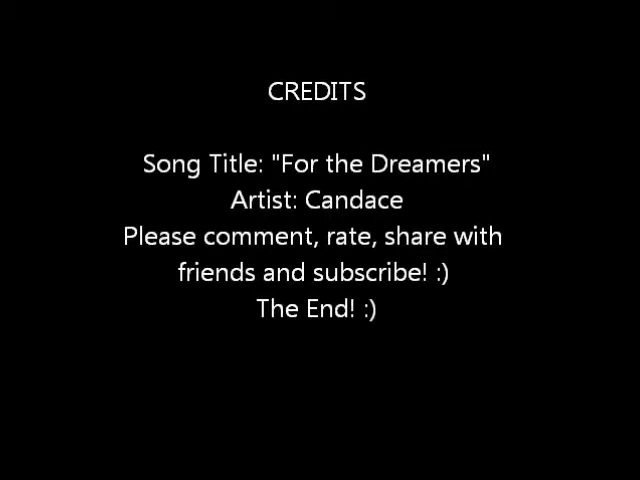 CREDITS
Song Title: "For the Dreamers"
Artist: Candace
Please comment, rate, share with
friends and subscribe! :)
The End! :)